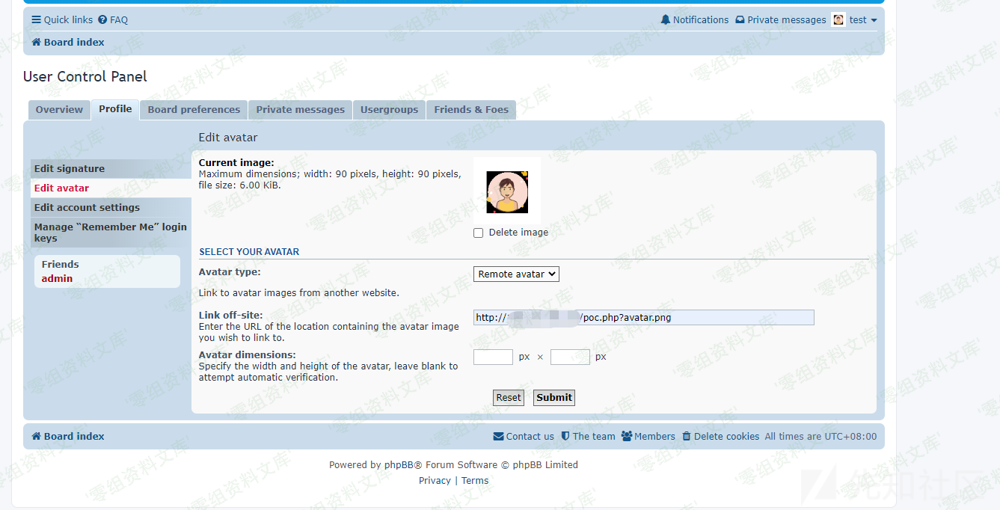 Quick links FAQ
Notifications Private messages test
Board index
User Control Panel
Overview Profile Board preferences Private messages Usergroups Friends & Foes
Edit avatar
Edit signature
Edit avatar
Edit account settings
Manage “Remember Me” login
keys
Friends
admin
Current image:
Maximum dimensions; width: 90 pixels, height: 90 pixels,
file size: 6.00 KiB.
Delete image
SELECT YOUR AVATAR
Avatar type:
Remote avatar
Link to avatar images from another website.
Link off-site:
Enter the URL of the location containing the avatar image
you wish to link to.
http:// /poc.php?avatar.png
Avatar dimensions:
Specify the width and height of the avatar, leave blank to
attempt automatic verification.
px × px
Reset Submit
Board index
Contact us The team Members Delete cookies All times are UTC+08:00
Powered by phpBB® Forum Software © phpBB Limited
Privacy | Terms
零组资料文库
先知社区